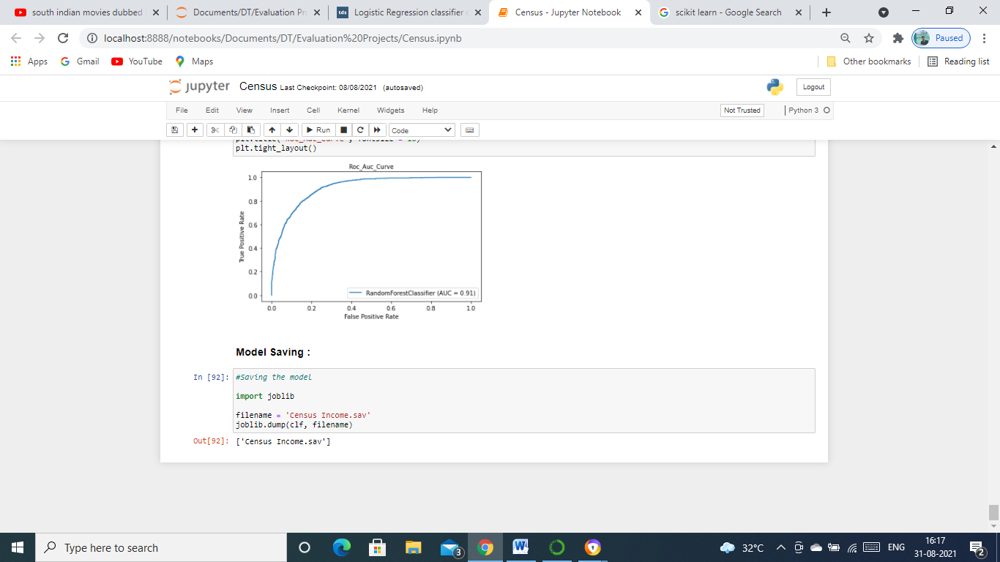 south indian movies dubbed
Documents/DT/Evaluation Pr
Logistic Regression classifier
Census - Jupyter Notebook
scikit learn - Google Search
localhost:8888/notebooks/Documents/DT/Evaluation%20Projects/Census.ipynb
Paused
Apps
Gmail
YouTube
Maps
Other bookmarks
Reading list
jupyter Census Last Checkpoint: 08/08/2021 (autosaved)
Logout
File Edit View Insert Cell Kernel Widgets Help
Not Trusted
Python 3
Run
Code
plt.tight_layout()
Roc_Auc_Curve
1.0
0.8
0.6
0.4
0.2
0.0
True Positive Rate
RandomForestClassifier (AUC = 0.91)
0.0 0.2 0.4 0.6 0.8 1.0
False Positive Rate
Model Saving :
In [92]: #Saving the model
import joblib
filename = 'Census Income.sav'
joblib.dump(clf, filename)
Out[92]: ['Census Income.sav']
Type here to search
3
32°C
ENG
16:17
31-08-2021
2